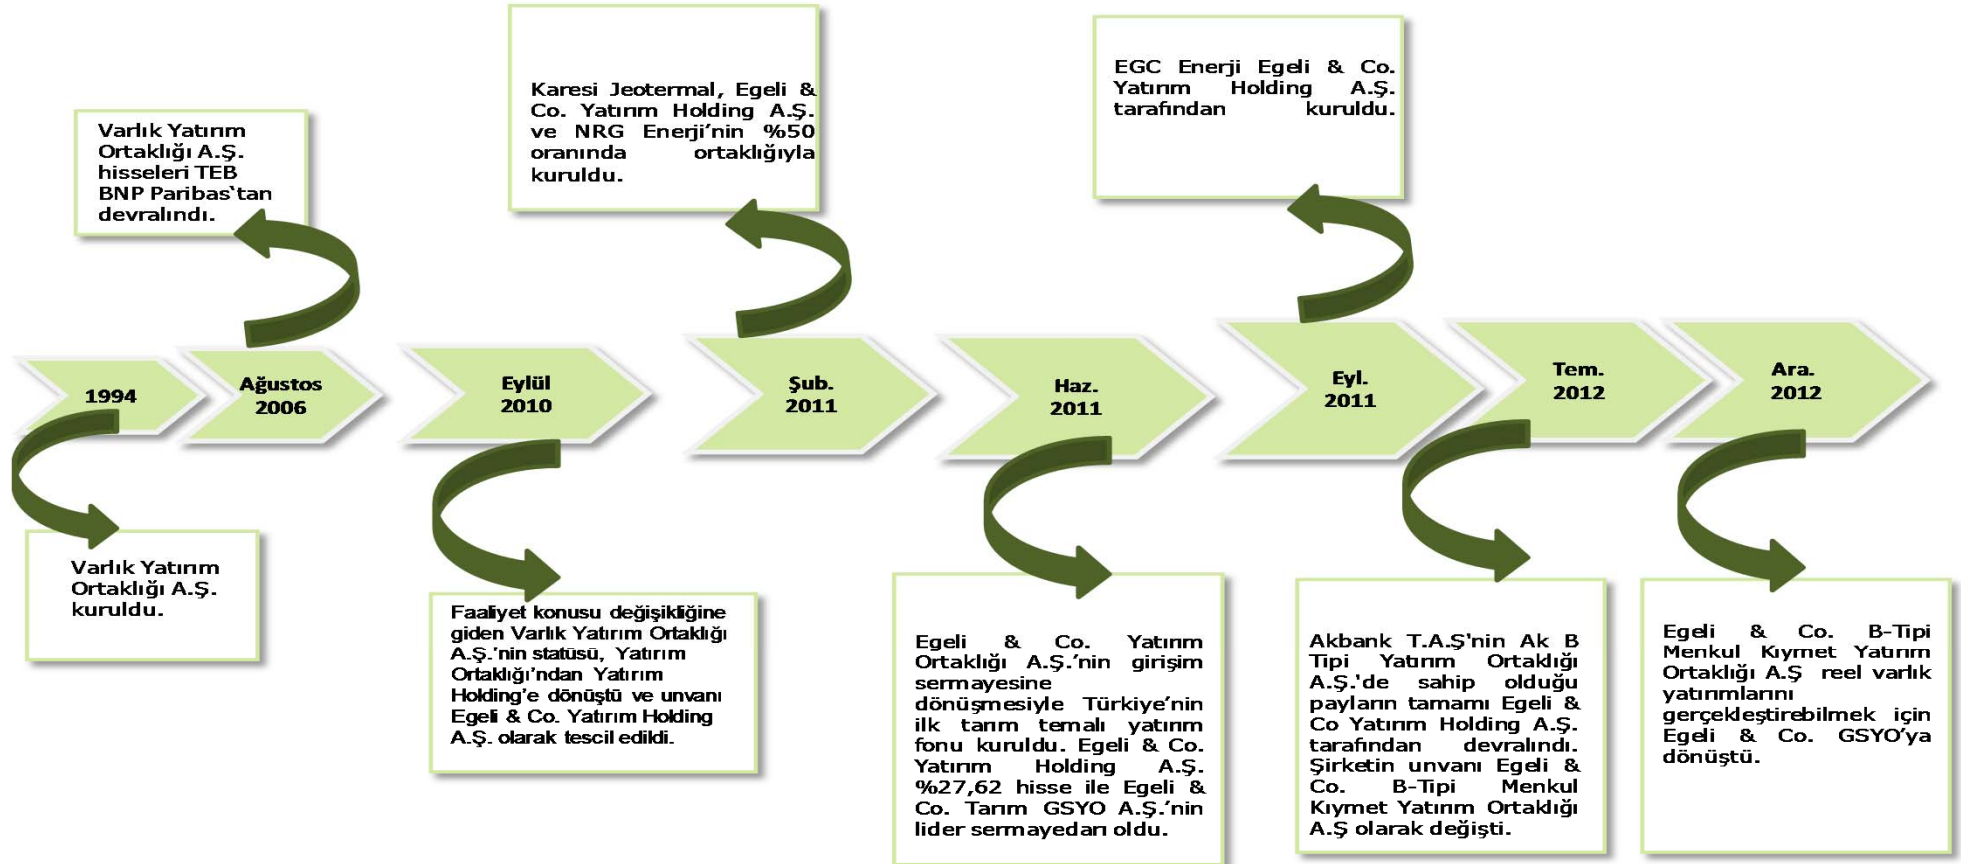 Varlık Yatırım
Ortaklığı A.Ş.
hisseleri TEB
BNP Paribas‘tan
devralındı.
Karesi Jeotermal, Egeli &
Co. Yatırım Holding A.Ş.
ve NRG Enerji’nin %50
oranında ortaklığıyla
kuruldu.
EGC Enerji Egeli & Co.
Yatırım Holding A.Ş.
tarafından kuruldu.
1994
Ağustos
2006
Eylül
2010
Şub.
2011
Haz.
2011
Eyl.
2011
Tem.
2012
Ara.
2012
Varlık Yatırım
Ortaklığı A.Ş.
kuruldu.
Faaliyet konusu değişikliğine
giden Varlık Yatırım Ortaklığı
A.Ş.’nin statüsü, Yatırım
Ortaklığı’ndan Yatırım
Holding’e dönüştü ve unvanı
Egeli & Co. Yatırım Holding
A.Ş. olarak tescil edildi.
Egeli & Co. Yatırım
Ortaklığı A.Ş.’nin girişim
sermayesine
dönüşmesiyle Türkiye’nin
ilk tarım temalı yatırım
fonu kuruldu. Egeli & Co.
Yatırım Holding A.Ş.
%27,62 hisse ile Egeli &
Co. Tarım GSYO A.Ş.’nin
lider sermayedarı oldu.
Akbank T.A.Ş'nin Ak B
Tipi Yatırım Ortaklığı
A.Ş.'de sahip olduğu
payların tamamı Egeli &
Co Yatırım Holding A.Ş.
tarafından devralındı.
Şirketin unvanı Egeli &
Co. B-Tipi Menkul
Kıymet Yatırım Ortaklığı
A.Ş olarak değişti.
Egeli & Co. B-Tipi
Menkul Kıymet Yatırım
Ortaklığı A.Ş reel varlık
yatırımlarını
gerçekleştirebilmek için
Egeli & Co. GSYO’ya
dönüştü.